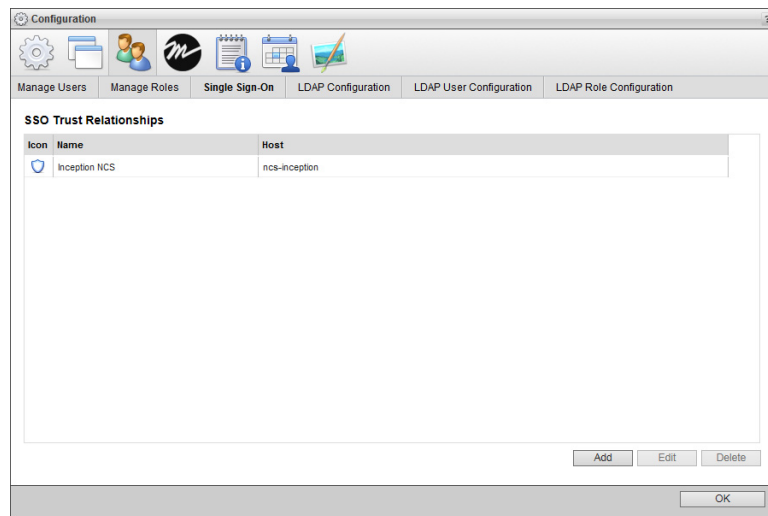 Configuration
Manage Users Manage Roles Single Sign-On LDAP Configuration LDAP User Configuration LDAP Role Configuration
SSO Trust Relationships
Icon Name Host
Inception NCS ncs-inception
Add Edit Delete
OK